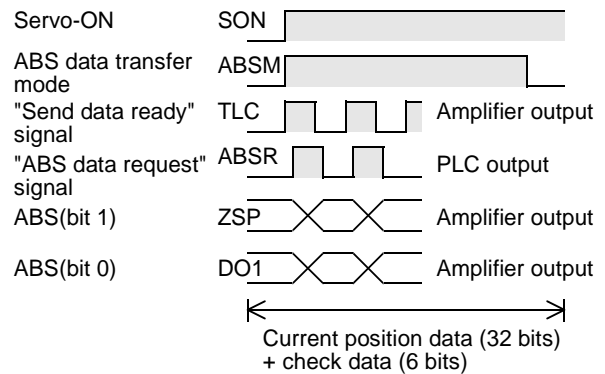 Servo-ON SON
ABS data transfer mode ABSM
"Send data ready" signal TLC Amplifier output
"ABS data request" signal ABSR PLC output
ABS(bit 1) ZSP Amplifier output
ABS(bit 0) DO1 Amplifier output
Current position data (32 bits)
+ check data (6 bits)